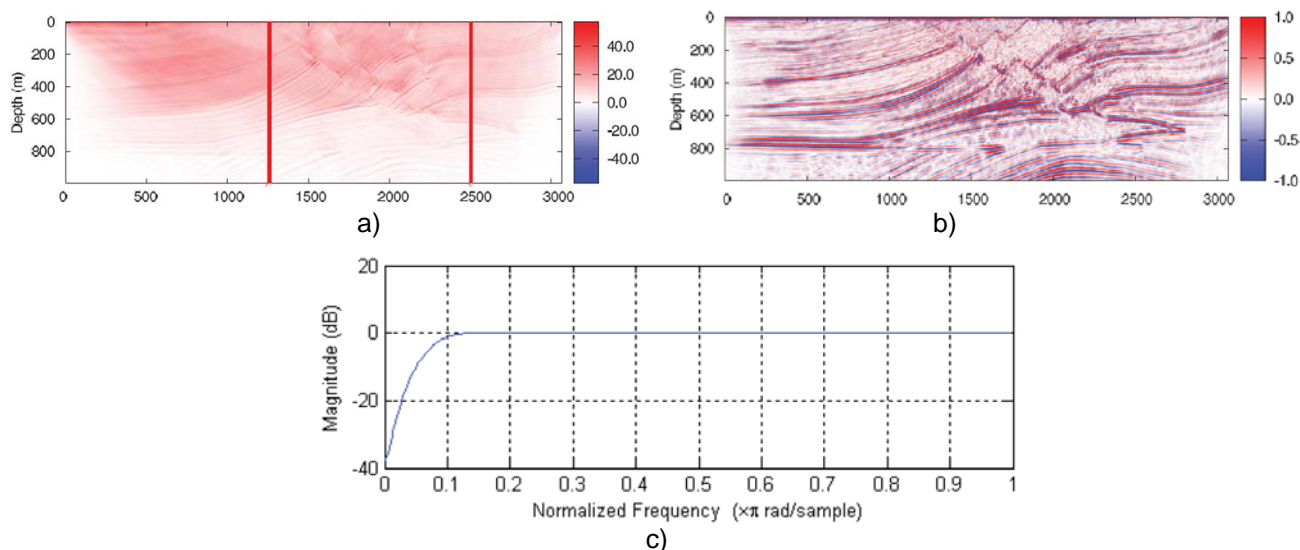 0
200
400
600
800
Depth (m)
0 500 1000 1500 2000 2500 3000
40.0
20.0
0.0
-20.0
-40.0
a)
0
200
400
600
800
Depth (m)
0 500 1000 1500 2000 2500 3000
1.0
0.5
0.0
-0.5
-1.0
b)
20
0
-20
-40
Magnitude (dB)
0 0.1 0.2 0.3 0.4 0.5 0.6 0.7 0.8 0.9 1
Normalized Frequency (×π rad/sample)
c)